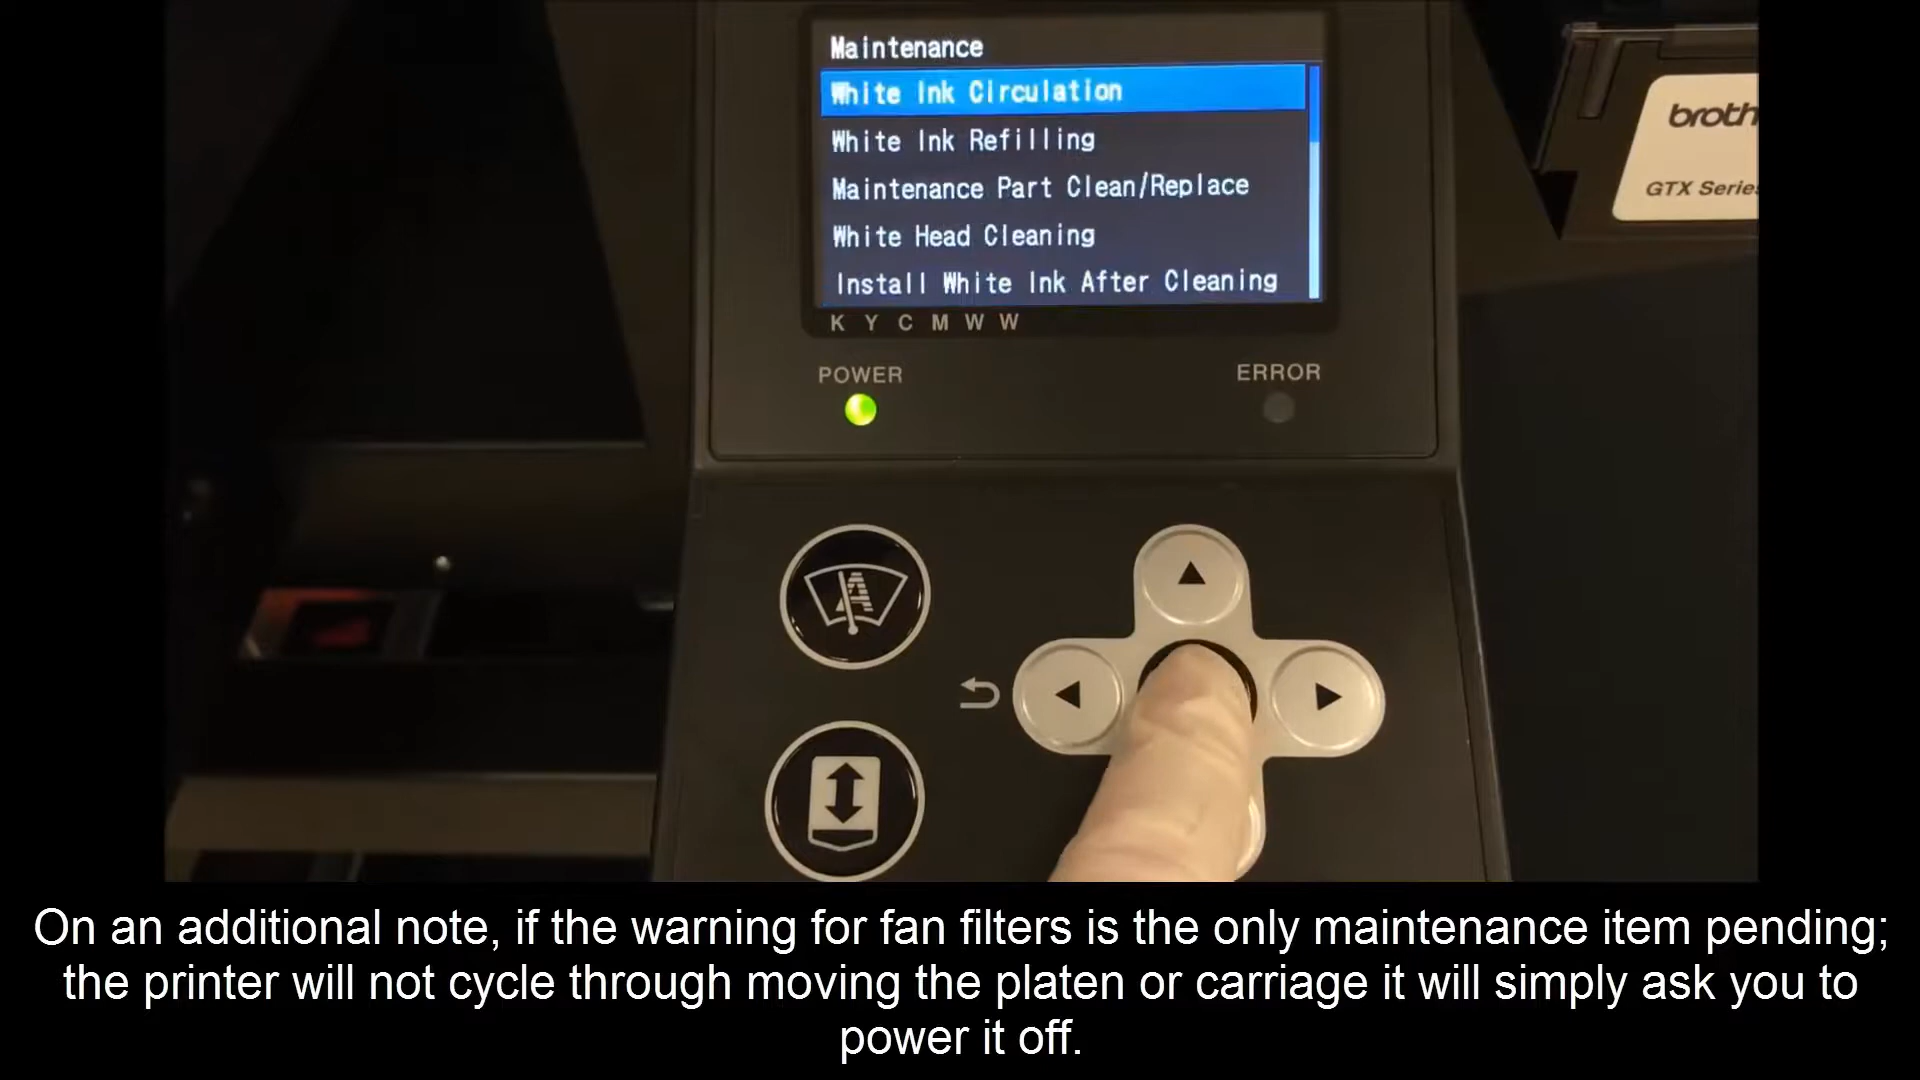 Maintenance
White Ink Circulation
White Ink Refilling
Maintenance Part Clean/Replace
White Head Cleaning
Install White Ink After Cleaning
K Y C M W W
POWER
ERROR
broth
GTX Series
On an additional note, if the warning for fan filters is the only maintenance item pending;
the printer will not cycle through moving the platen or carriage it will simply ask you to
power it off.